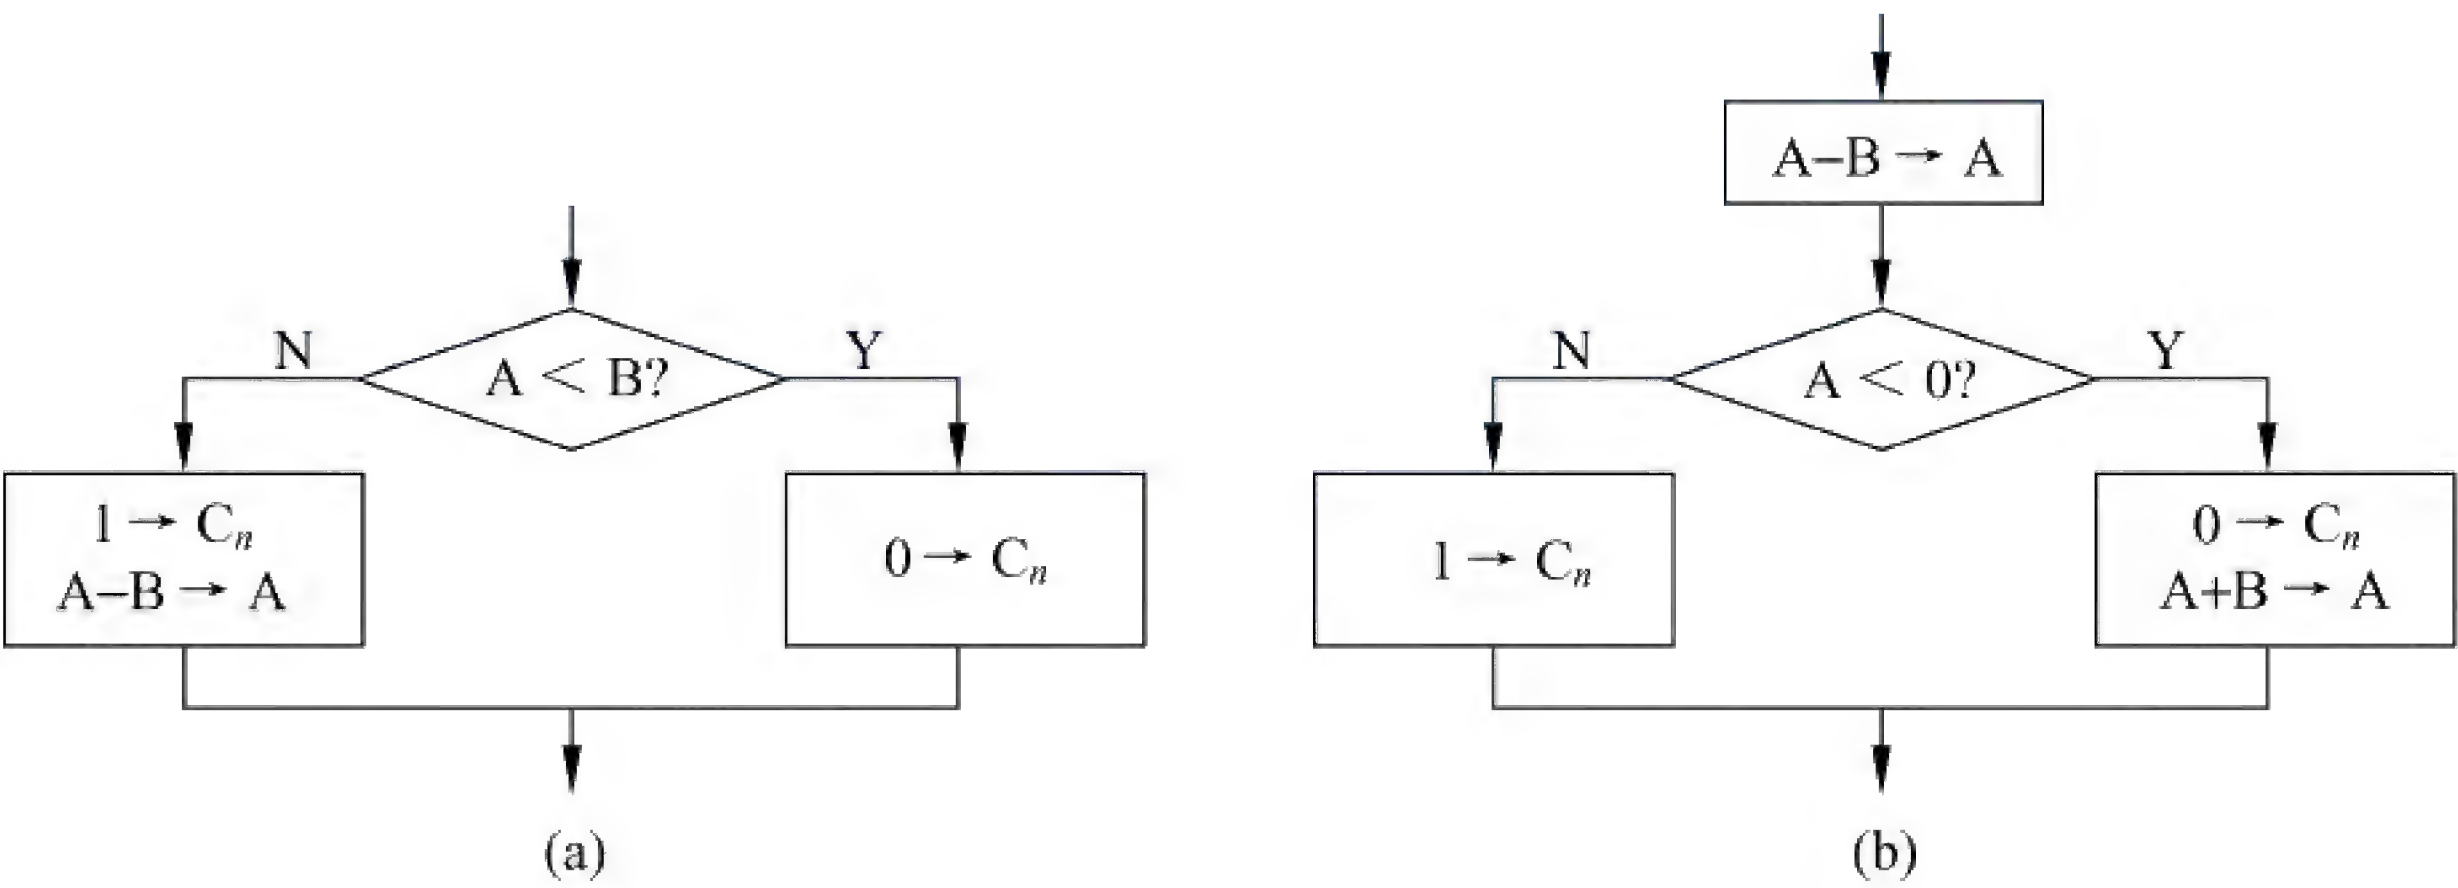 A–B → A
N
A < B?
Y
1 → Cₙ
A–B → A
0 → Cₙ
(a)
N
A < 0?
Y
1 → Cₙ
0 → Cₙ
A+B → A
(b)